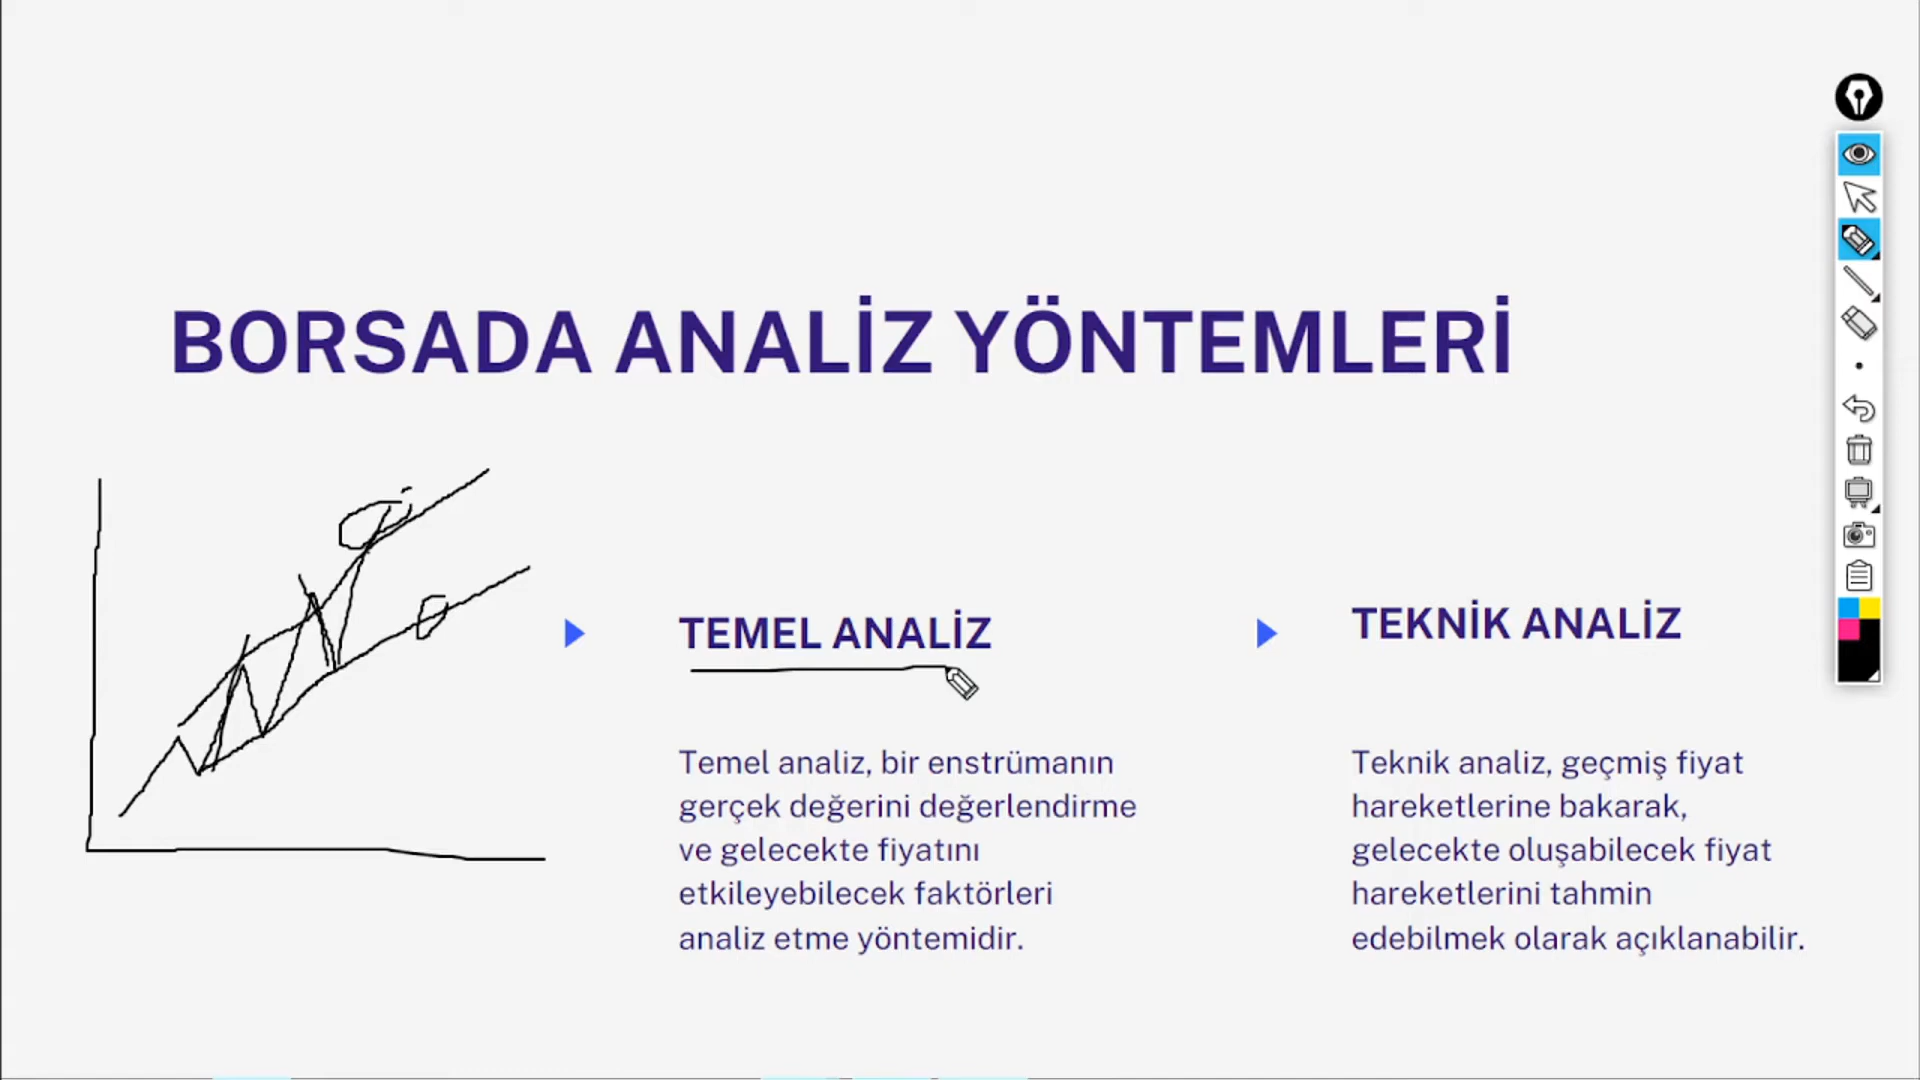 BORSADA ANALİZ YÖNTEMLERİ
TEMEL ANALİZ
Temel analiz, bir enstrümanın
gerçek değerini değerlendirme
ve gelecekte fiyatını
etkileyebilecek faktörleri
analiz etme yöntemidir.
TEKNİK ANALİZ
Teknik analiz, geçmiş fiyat
hareketlerine bakarak,
gelecekte oluşabilecek fiyat
hareketlerini tahmin
edebilmek olarak açıklanabilir.